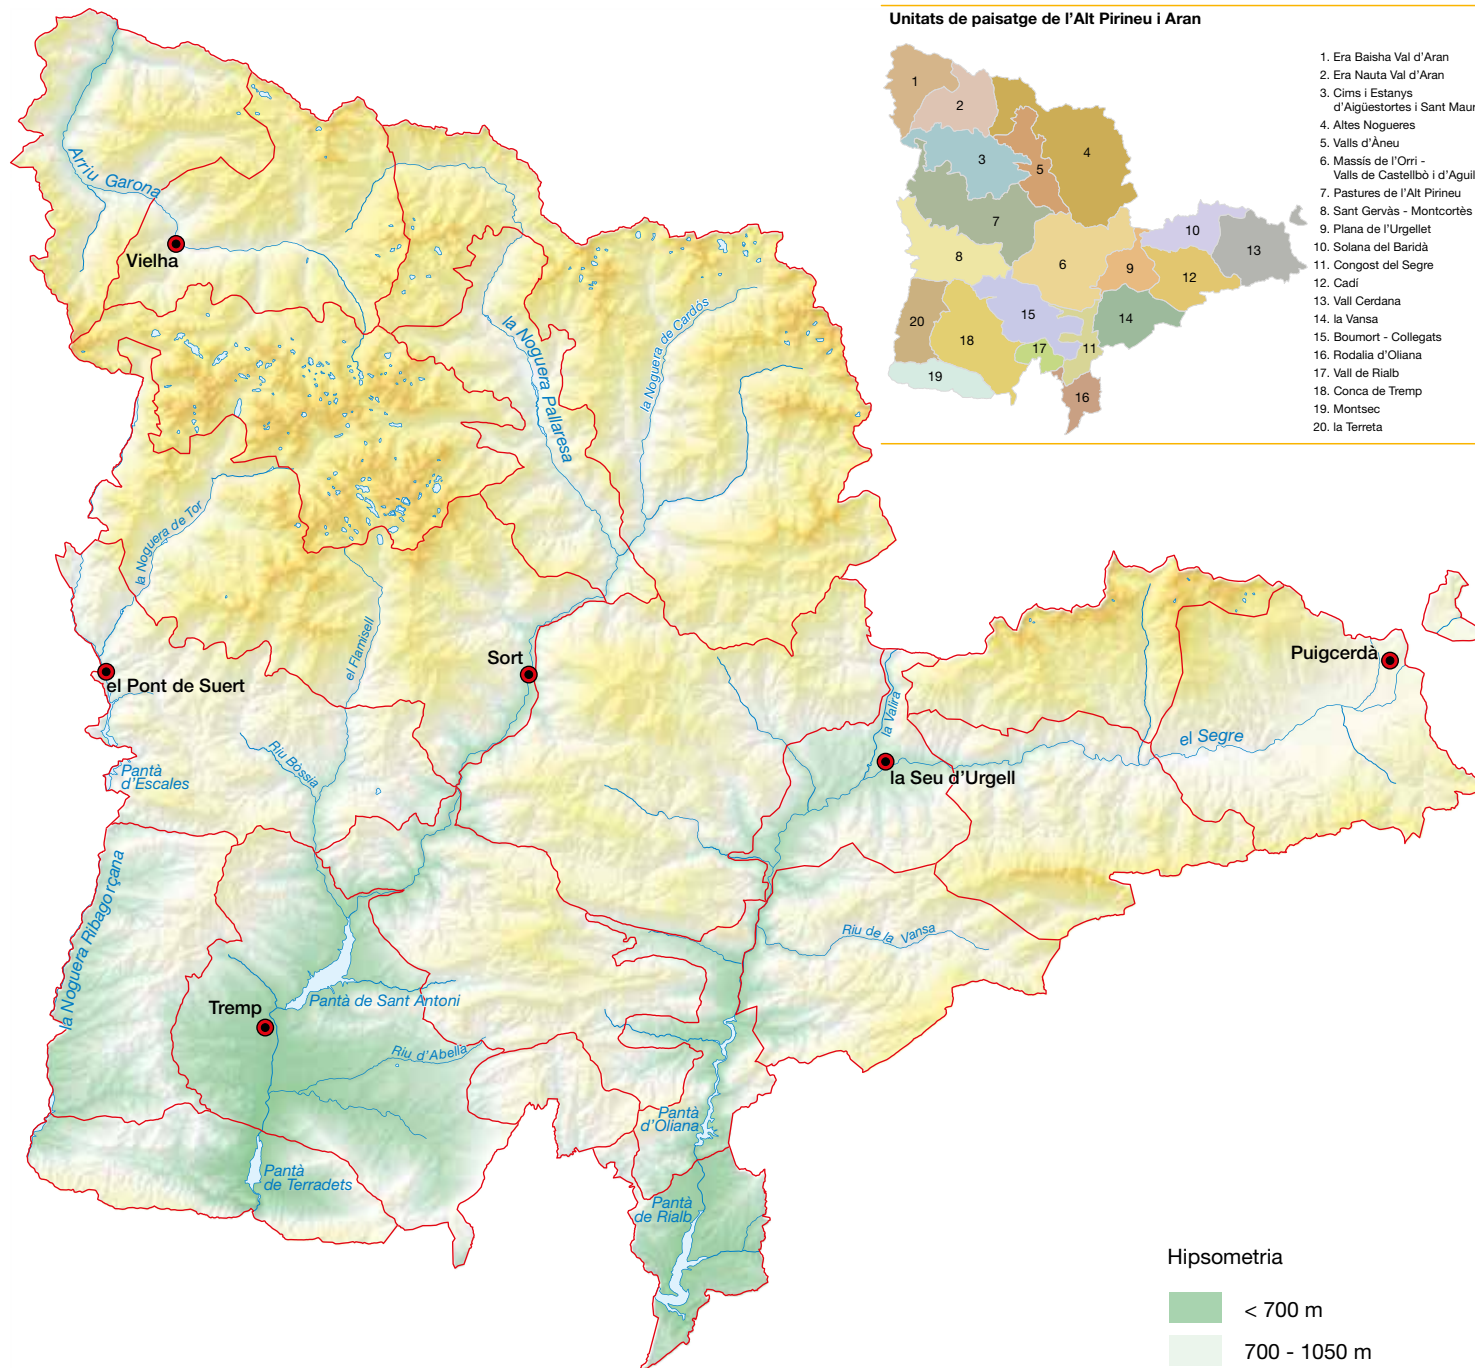 Unitats de paisatge de l'Alt Pirineu i Aran
1
2
3
4
5
6
7
8
9
10
11
12
13
14
15
16
17
18
19
20
1. Era Baisha Val d'Aran
2. Era Nauta Val d'Aran
3. Cims i Estanys
d'Aigüestortes i Sant Maur
4. Altes Nogueres
5. Valls d'Àneu
6. Massís de l'Orri -
Valls de Castellbò i d'Aguil
7. Pastures de l'Alt Pirineu
8. Sant Gervàs - Montcortès
9. Plana de l'Urgellet
10. Solana del Baridà
11. Congost del Segre
12. Cadí
13. Vall Cerdana
14. la Vansa
15. Boumort - Collegats
16. Rodalia d'Oliana
17. Vall de Rialb
18. Conca de Tremp
19. Montsec
20. la Terreta
Arriu Garona
Vielha
la Noguera Pallaresa
la Noguera de Cardós
la Noguera de Tor
el Flamisell
Sort
el Pont de Suert
Puigcerdà
la Valira
el Segre
Riu Bòssia
Pantà
d'Escales
la Seu d'Urgell
la Noguera Ribagorçana
Riu de la Vansa
Pantà de Sant Antoni
Tremp
Riu d'Abella
Pantà
d'Oliana
Pantà
de Terradets
Pantà
de Rialb
Hipsometria
< 700 m
700 - 1050 m